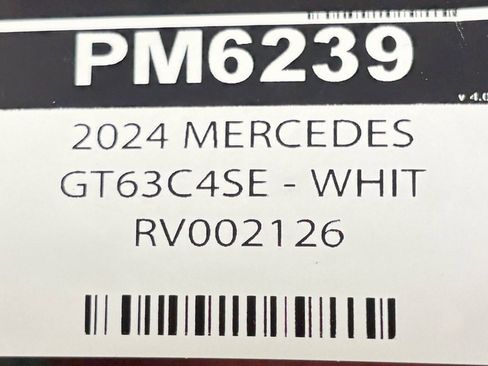 PM6239
v 4.0
2024 MERCEDES
GT63C4SE - WHIT
RV002126